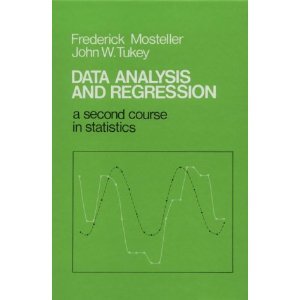 Frederick Mosteller
John W. Tukey
DATA ANALYSIS
AND REGRESSION
a second course
in statistics